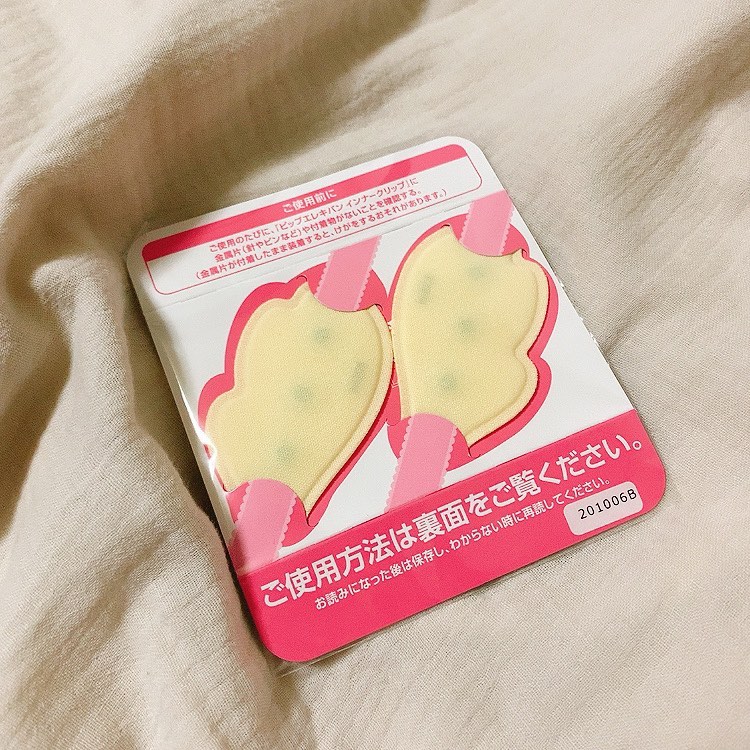 ご使用前に
ご使用のたびに、「ピップエレキバン インナークリップ」に
金属片(針やピンなど)や付着物がないことを確認する。
(金属片が付着したまま装着すると、けがをするおそれがあります。)
ご使用方法は裏面をご覧ください。
お読みになった後は保存し、わからない時に再読してください。
201006B